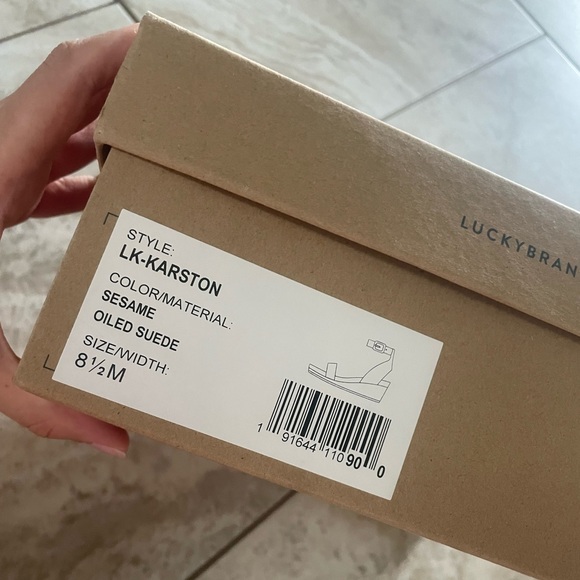 LUCKYBRAN
STYLE:
LK-KARSTON
COLOR/MATERIAL:
SESAME
OILED SUEDE
SIZE/WIDTH:
8½M
1 91644 11090 0